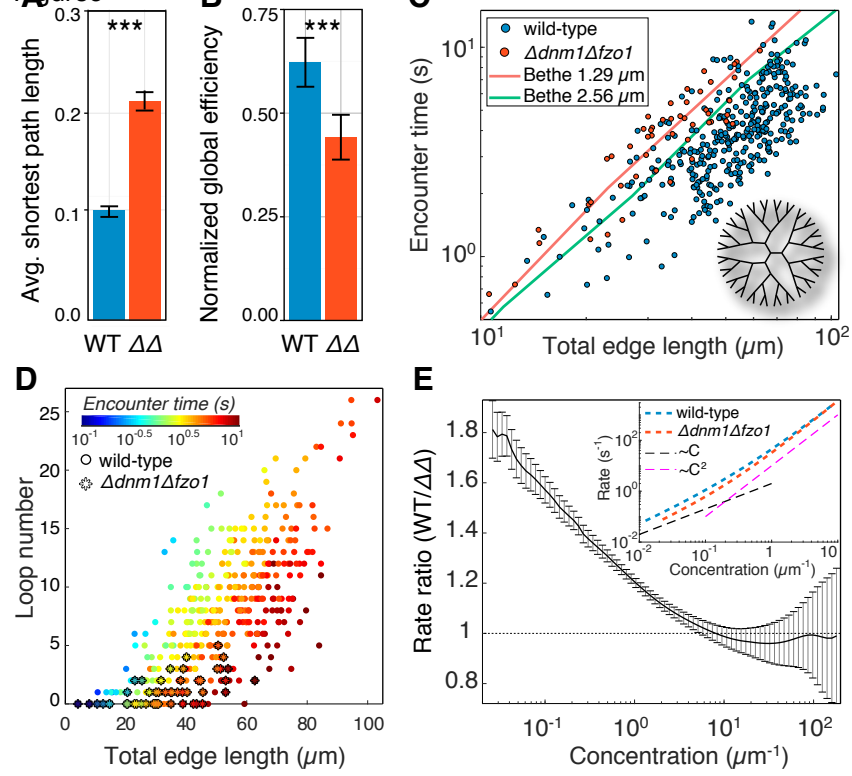 A
B
C
***
***
0.3
0.2
0.1
0.0
Avg. shortest path length
WT ΔΔ
0.75
0.50
0.25
0.00
Normalized global efficiency
WT ΔΔ
wild-type
Δdnm1Δfzo1
Bethe 1.29 µm
Bethe 2.56 µm
10¹
10⁰
Encounter time (s)
10¹
10²
Total edge length (µm)
D
Encounter time (s)
10⁻¹ 10⁻⁰·⁵ 10⁰·⁵ 10¹
wild-type
Δdnm1Δfzo1
25
20
15
10
5
0
Loop number
0 20 40 60 80 100
Total edge length (µm)
E
1.8
1.6
1.4
1.2
1
0.8
Rate ratio (WT/ΔΔ)
wild-type
Δdnm1Δfzo1
~C
~C²
10²
10⁰
10⁻²
Rate (s⁻¹)
10⁻² 10⁻¹ 1 10
Concentration (µm⁻¹)
10⁻¹ 10⁰ 10¹ 10²
Concentration (µm⁻¹)